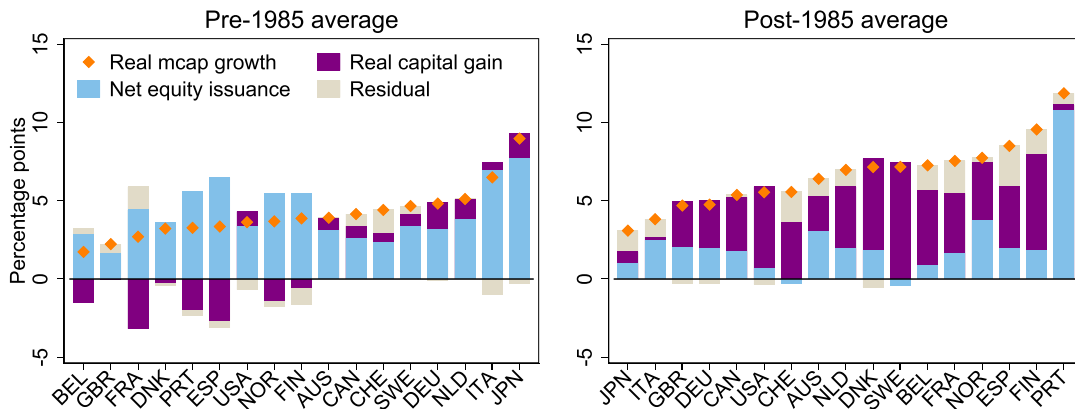 Pre-1985 average
Post-1985 average
Percentage points
15
10
5
0
-5
Real mcap growth
Real capital gain
Net equity issuance
Residual
BEL GBR FRA DNK PRT ESP USA NOR FIN AUS CAN CHE SWE DEU NLD ITA JPN
15
10
5
0
-5
JPN ITA GBR DEU CAN USA CHE AUS NLD DNK SWE BEL FRA NOR ESP FIN PRT